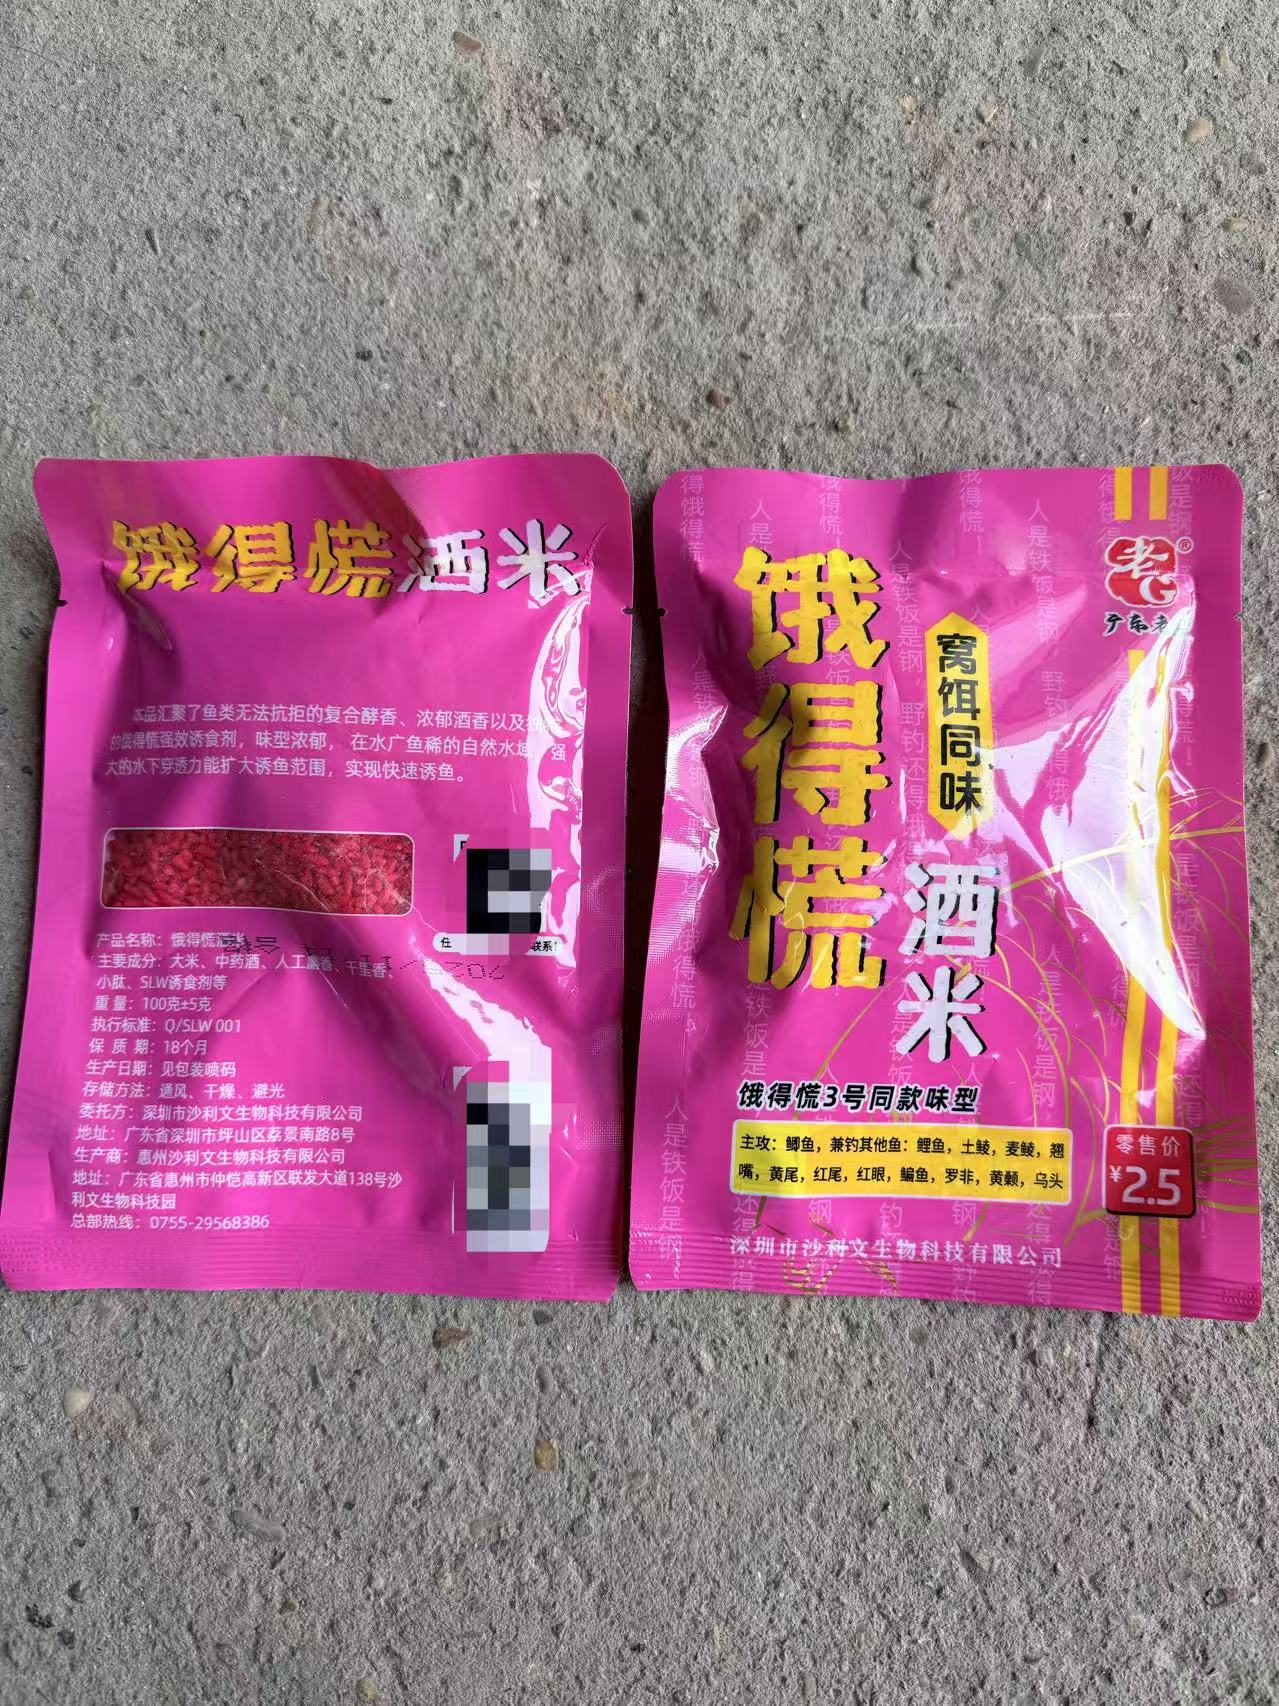 饿得慌酒米
本品汇聚了鱼类无法抗拒的复合酵香、浓郁酒香以及独
的饿得慌强效诱食剂，味型浓郁，在水广鱼稀的自然水域 强
大的水下穿透力能扩大诱鱼范围，实现快速诱鱼。
住 联系!
产品名称：饿得慌酒米
主要成分：大米、中药酒、人工麝香、千里香、
小肽、SLW诱食剂等
重 量：100克±5克
执行标准：Q/SLW 001
保 质 期：18个月
生产日期：见包装喷码
存储方法：通风、干燥、避光
委托方：深圳市沙利文生物科技有限公司
地址：广东省深圳市坪山区荔景南路8号
生产商：惠州沙利文生物科技有限公司
地址：广东省惠州市仲恺高新区联发大道138号沙
利文生物科技园
总部热线：0755-29568386
老G®
广东老
饿得慌
窝饵同味
酒米
饿得慌3号同款味型
主攻：鲫鱼，兼钓其他鱼：鲤鱼，土鲮，麦鲮，翘
嘴，黄尾，红尾，红眼，鳊鱼，罗非，黄颡，乌头
零售价
¥2.5
深圳市沙利文生物科技有限公司